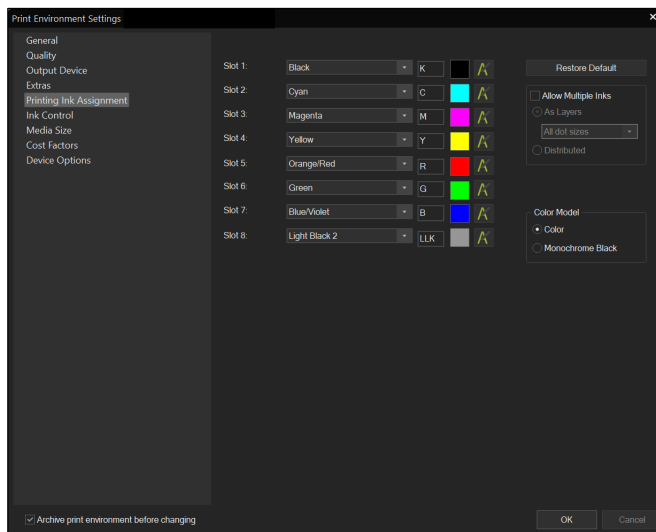 Print Environment Settings
General
Quality
Output Device
Extras
Printing Ink Assignment
Ink Control
Media Size
Cost Factors
Device Options
Slot 1: Black K
Slot 2: Cyan C
Slot 3: Magenta M
Slot 4: Yellow Y
Slot 5: Orange/Red R
Slot 6: Green G
Slot 7: Blue/Violet B
Slot 8: Light Black 2 LLK
Restore Default
Allow Multiple Inks
As Layers
All dot sizes
Distributed
Color Model
Color
Monochrome Black
Archive print environment before changing
OK Cancel